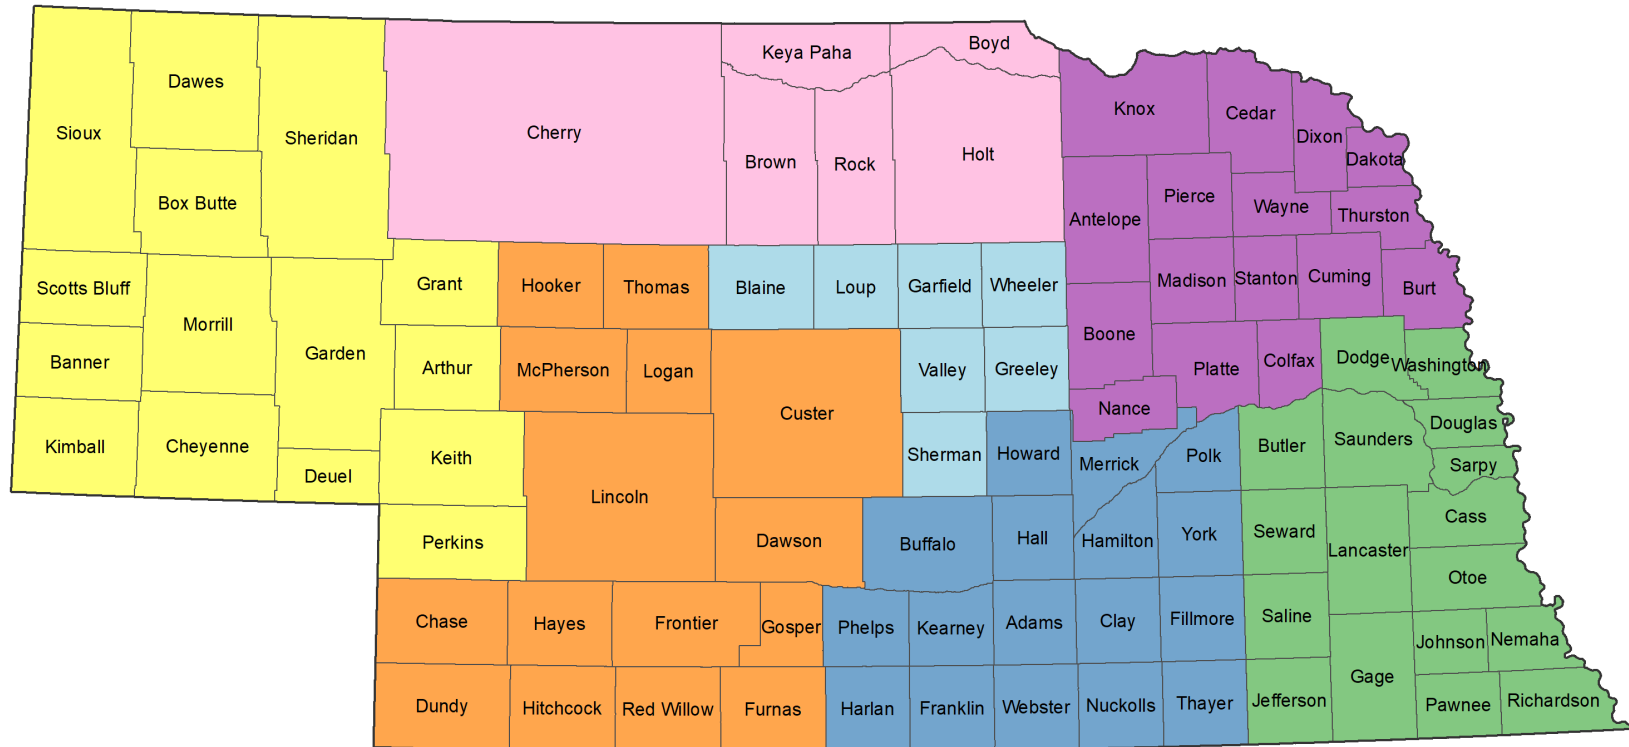 Boyd
Keya Paha
Dawes
Knox
Cedar
Sioux
Sheridan
Cherry
Dixon
Holt
Dakota
Brown
Rock
Pierce
Box Butte
Wayne
Thurston
Antelope
Madison
Stanton
Cuming
Burt
Grant
Hooker
Thomas
Blaine
Loup
Garfield
Wheeler
Scotts Bluff
Morrill
Boone
Garden
Banner
Arthur
McPherson
Logan
Valley
Greeley
Platte
Colfax
Dodge
Washington
Nance
Custer
Douglas
Kimball
Cheyenne
Keith
Sherman
Howard
Merrick
Polk
Butler
Saunders
Sarpy
Deuel
Lincoln
Cass
Perkins
Dawson
Buffalo
Hall
Hamilton
York
Seward
Lancaster
Otoe
Chase
Hayes
Frontier
Gosper
Phelps
Kearney
Adams
Clay
Fillmore
Saline
Johnson
Nemaha
Gage
Dundy
Hitchcock
Red Willow
Furnas
Harlan
Franklin
Webster
Nuckolls
Thayer
Jefferson
Pawnee
Richardson